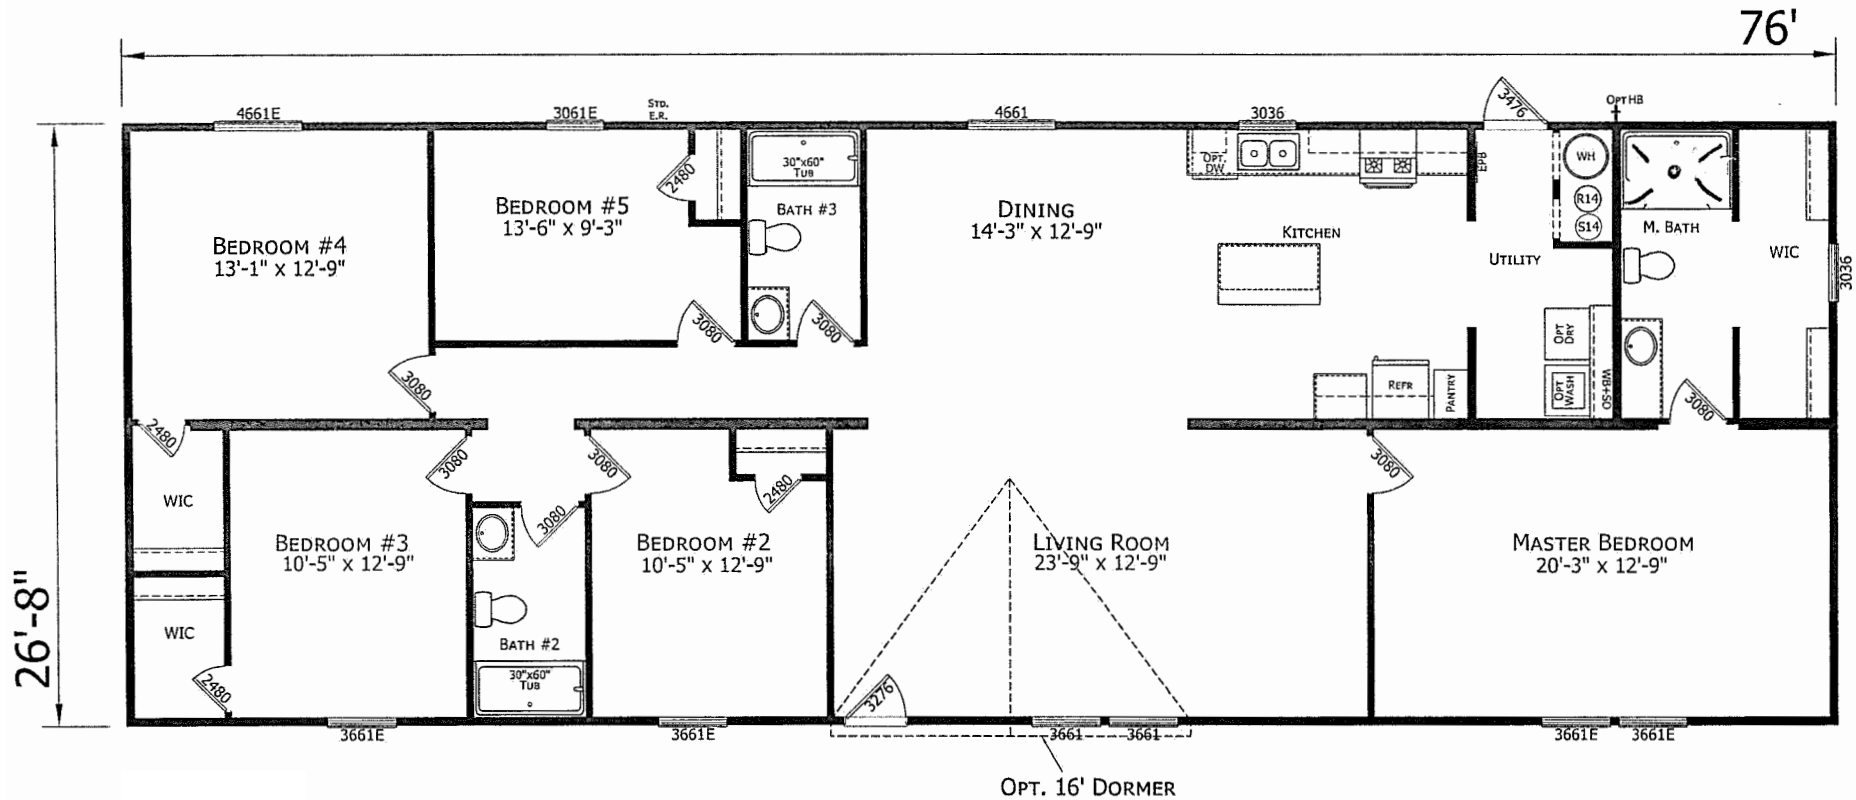 76'
26'-8"
4661E
3061E
STD.
E.R.
4661
3036
3476
OPT HB
BEDROOM #4
13'-1" X 12'-9"
BEDROOM #5
13'-6" X 9'-3"
2480
30"x60"
TUB
BATH #3
3080
3080
3080
DINING
14'-3" X 12'-9"
OPT.
DW
KITCHEN
REFR
PANTRY
EPB
UTILITY
WH
R14
S14
OPT
DRY
OPT
WASH
WB+SO
M. BATH
3080
WIC
3036
2480
WIC
WIC
2480
BEDROOM #3
10'-5" X 12'-9"
3080
3080
3080
BATH #2
30"x60"
TUB
BEDROOM #2
10'-5" X 12'-9"
2480
LIVING ROOM
23'-9" X 12'-9"
3276
3080
MASTER BEDROOM
20'-3" X 12'-9"
3661E
3661E
3661
3661
3661E
3661E
OPT. 16' DORMER